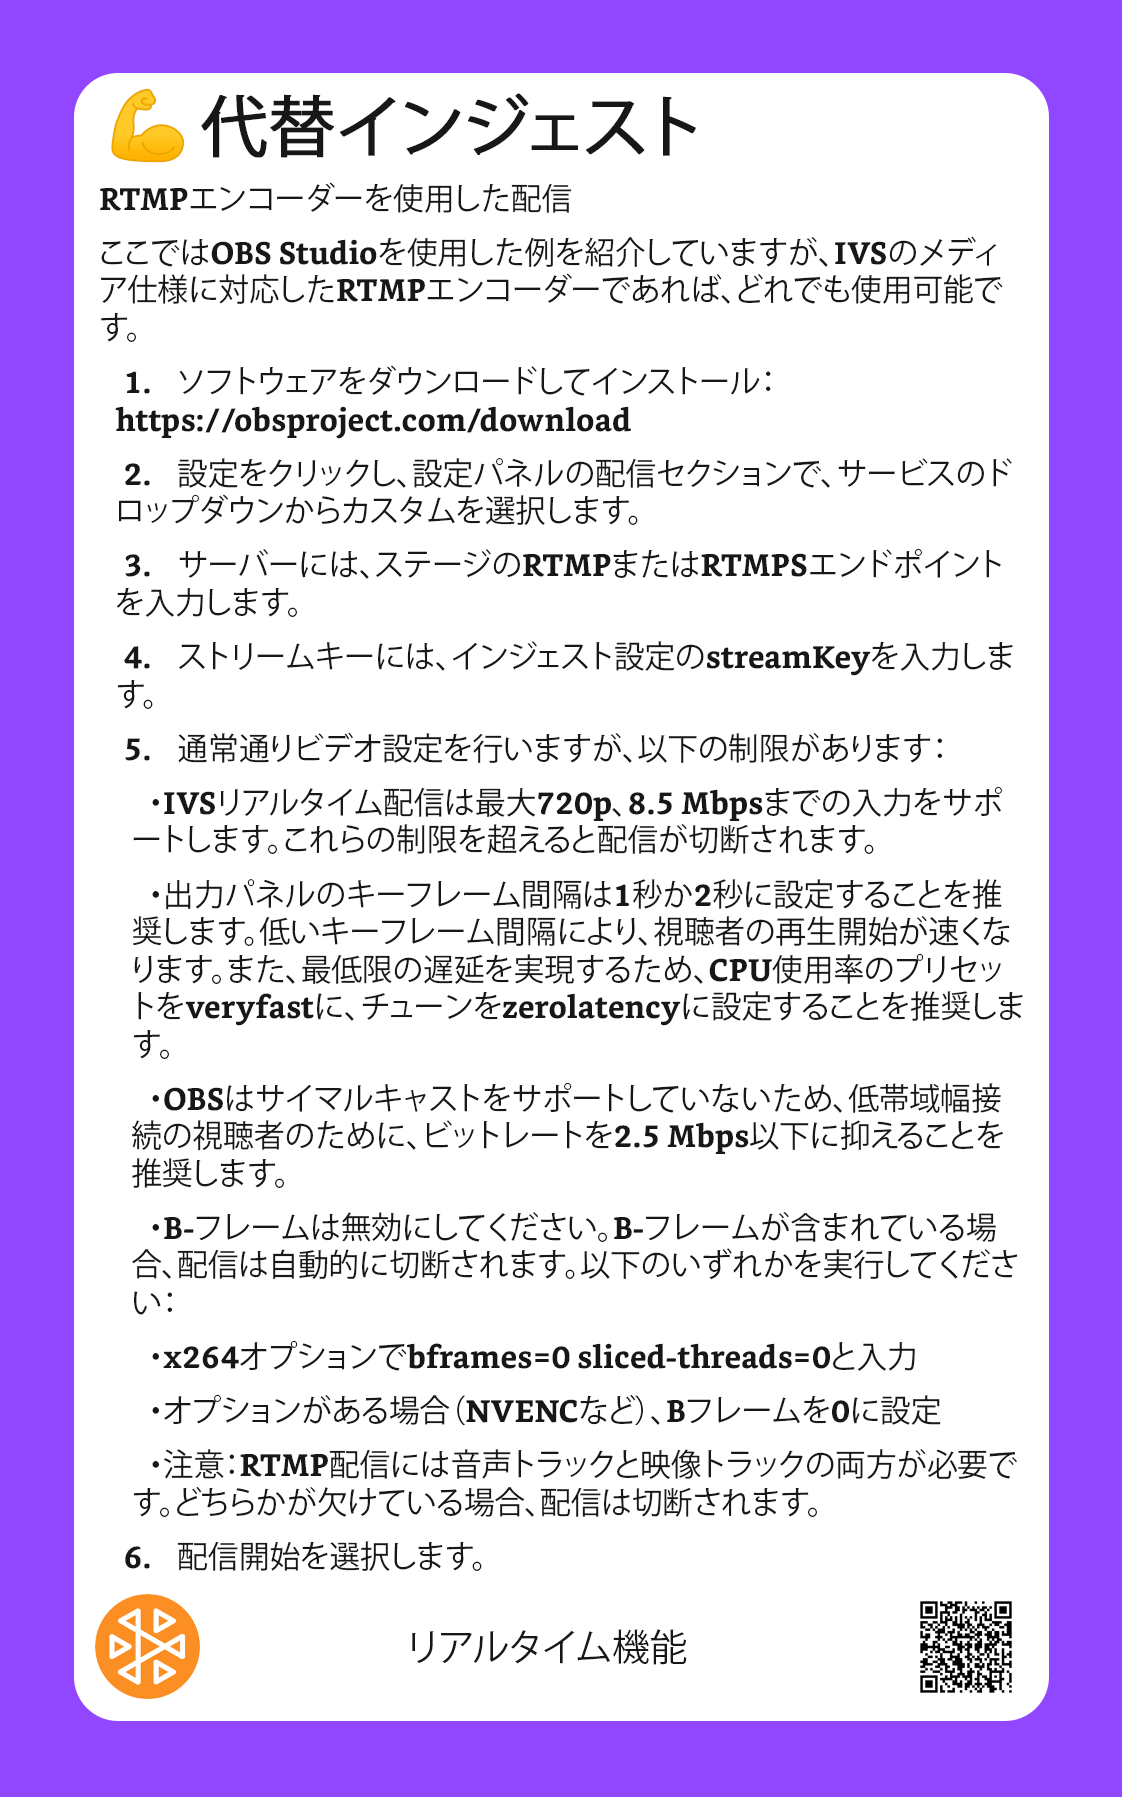 💪代替インジェスト
RTMPエンコーダーを使用した配信
ここではOBS Studioを使用した例を紹介していますが、IVSのメディ
ア仕様に対応したRTMPエンコーダーであれば、どれでも使用可能で
す。
1. ソフトウェアをダウンロードしてインストール：
https://obsproject.com/download
2. 設定をクリックし、設定パネルの配信セクションで、サービスのド
ロップダウンからカスタムを選択します。
3. サーバーには、ステージのRTMPまたはRTMPSエンドポイント
を入力します。
4. ストリームキーには、インジェスト設定のstreamKeyを入力しま
す。
5. 通常通りビデオ設定を行いますが、以下の制限があります：
・IVSリアルタイム配信は最大720p、8.5 Mbpsまでの入力をサポ
ートします。これらの制限を超えると配信が切断されます。
・出力パネルのキーフレーム間隔は1秒か2秒に設定することを推
奨します。低いキーフレーム間隔により、視聴者の再生開始が速くな
ります。また、最低限の遅延を実現するため、CPU使用率のプリセッ
トをveryfastに、チューンをzerolatencyに設定することを推奨しま
す。
・OBSはサイマルキャストをサポートしていないため、低帯域幅接
続の視聴者のために、ビットレートを2.5 Mbps以下に抑えることを
推奨します。
・B-フレームは無効にしてください。B-フレームが含まれている場
合、配信は自動的に切断されます。以下のいずれかを実行してくださ
い：
・x264オプションでbframes=0 sliced-threads=0と入力
・オプションがある場合（NVENCなど）、Bフレームを0に設定
・注意：RTMP配信には音声トラックと映像トラックの両方が必要で
す。どちらかが欠けている場合、配信は切断されます。
6. 配信開始を選択します。
リアルタイム機能